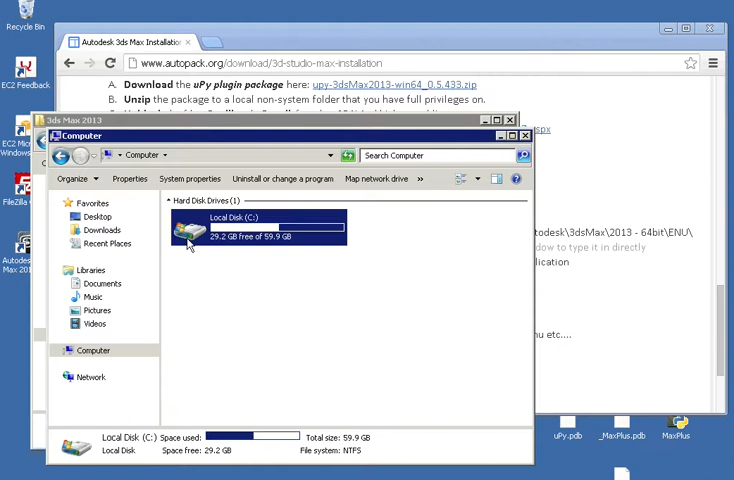 Recycle Bin
Autodesk 3ds Max Installation
www.autopack.org/download/3d-studio-max-installation
EC2 Feedback
A. Download the uPy plugin package here: upy-3dsMax2013-win64_0.5.433.zip
B. Unzip the package to a local non-system folder that you have full privileges on.
3ds Max 2013
Computer
Computer
Search Computer
EC2
Windows
Organize
Properties
System properties
Uninstall or change a program
Map network drive
»
FileZilla
Favorites
Desktop
Downloads
Recent Places
Hard Disk Drives (1)
Local Disk (C:)
29.2 GB free of 59.9 GB
Autodesk
Max 20
Libraries
Documents
Music
Pictures
Videos
Computer
Network
todesk\3dsMax\2013 - 64bit\ENU\
dow to type it in directly
lication
nu etc....
Local Disk (C:)
Space used:
Total size: 59.9 GB
Local Disk
Space free: 29.2 GB
File system: NTFS
uPy.pdb
_MaxPlus.pdb
MaxPlus